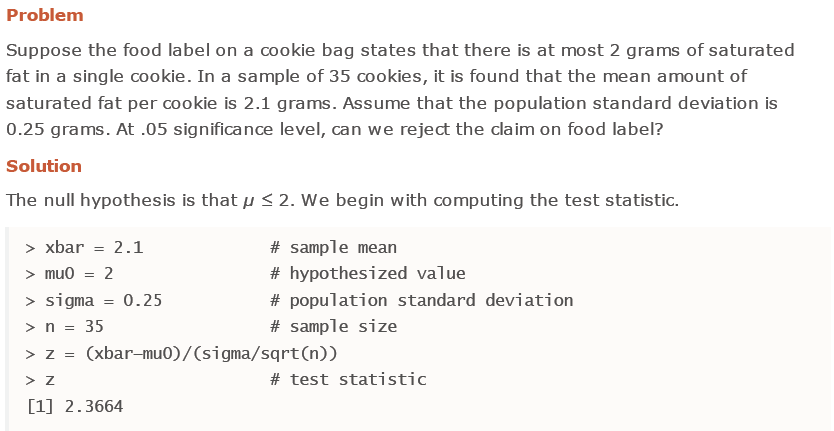 Problem
Suppose the food label on a cookie bag states that there is at most 2 grams of saturated
fat in a single cookie. In a sample of 35 cookies, it is found that the mean amount of
saturated fat per cookie is 2.1 grams. Assume that the population standard deviation is
0.25 grams. At .05 significance level, can we reject the claim on food label?
Solution
The null hypothesis is that μ ≤ 2. We begin with computing the test statistic.
> xbar = 2.1 # sample mean
> mu0 = 2 # hypothesized value
> sigma = 0.25 # population standard deviation
> n = 35 # sample size
> z = (xbar−mu0)/(sigma/sqrt(n))
> z # test statistic
[1] 2.3664